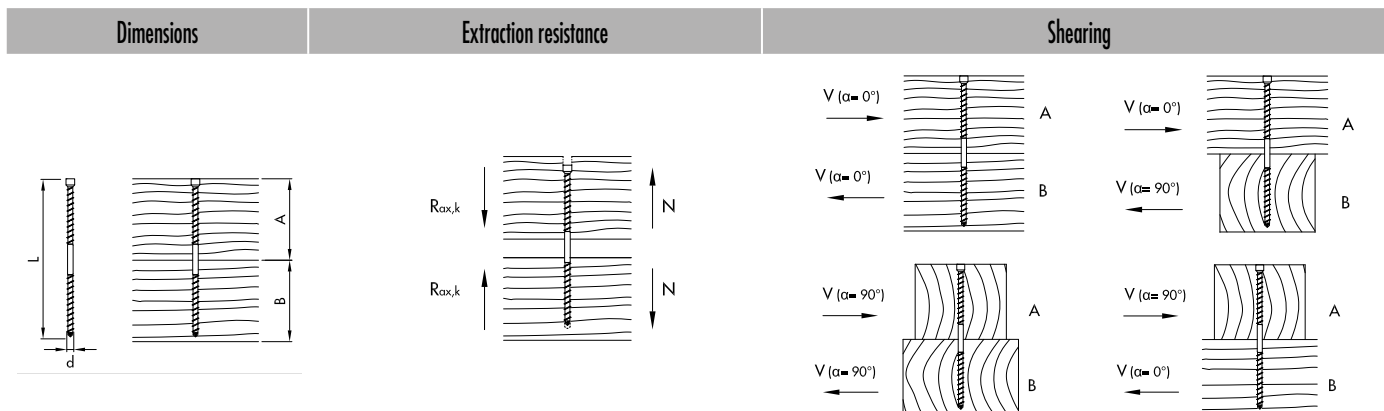 Dimensions
Extraction resistance
Shearing
L
d
A
B
Rax,k
N
Rax,k
N
V (α= 0°)
A
V (α= 0°)
B
V (α= 0°)
A
V (α= 90°)
B
V (α= 90°)
A
V (α= 90°)
B
V (α= 90°)
A
V (α= 0°)
B